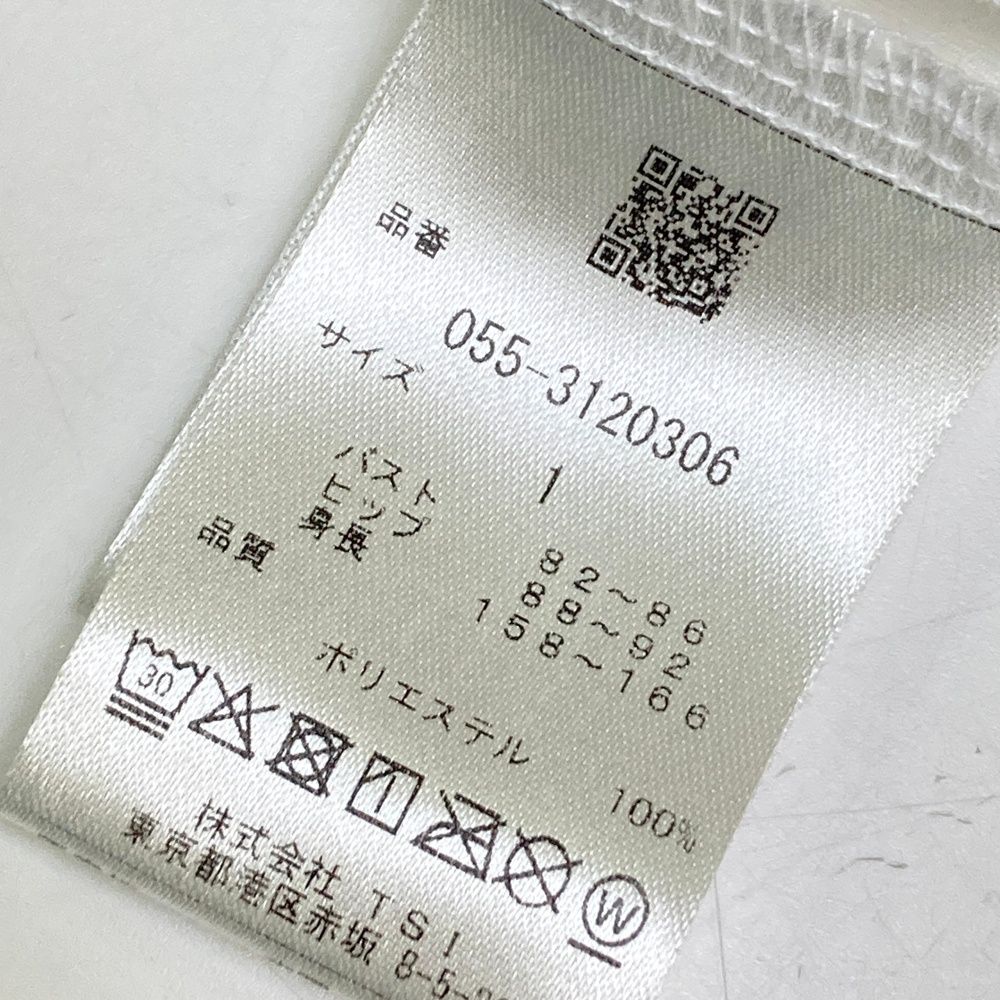 品番
055-3120306
サイズ
1
バスト 82～86
ヒップ 88～92
身長 158～166
品質
ポリエステル 100%
30
W
株式会社 TSI
東京都港区赤坂 8-5-